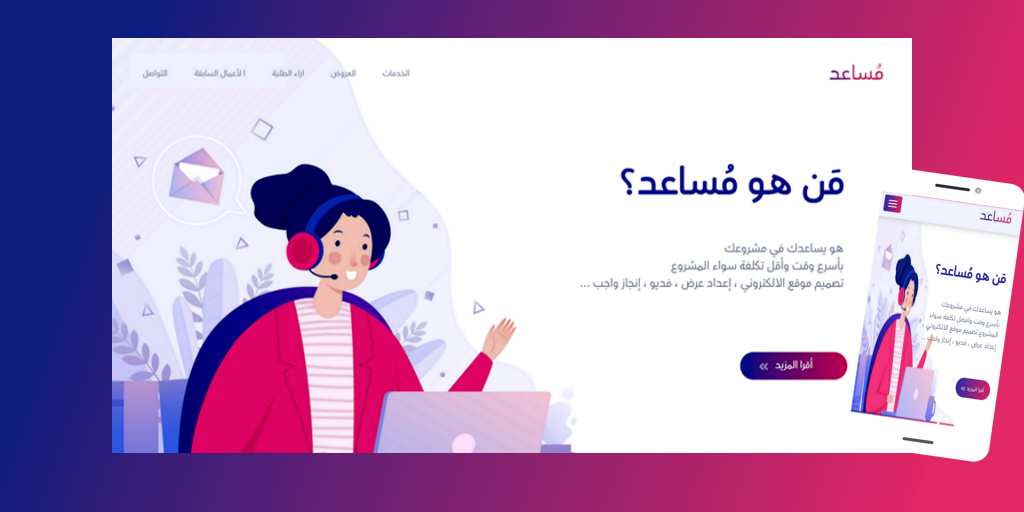 مُساعد
الخدمات العروض اراء الطلبة الأعمال السابقة التواصل
مَن هو مُساعد؟
هو يساعدك في مشروعك
بأسرع وقت وأقل تكلفة سواء المشروع
تصميم موقع الالكتروني ، إعداد عرض ، فديو ، إنجاز واجب ...
أقرا المزيد »
مُساعد
مَن هو مُساعد؟
هو يساعدك في مشروعك
بأسرع وقت وافضل تكلفة سواء
المشروع تصميم موقع الالكتروني ،
إعداد عرض ، فديو ، إنجاز واجب ...
أقرا المزيد »